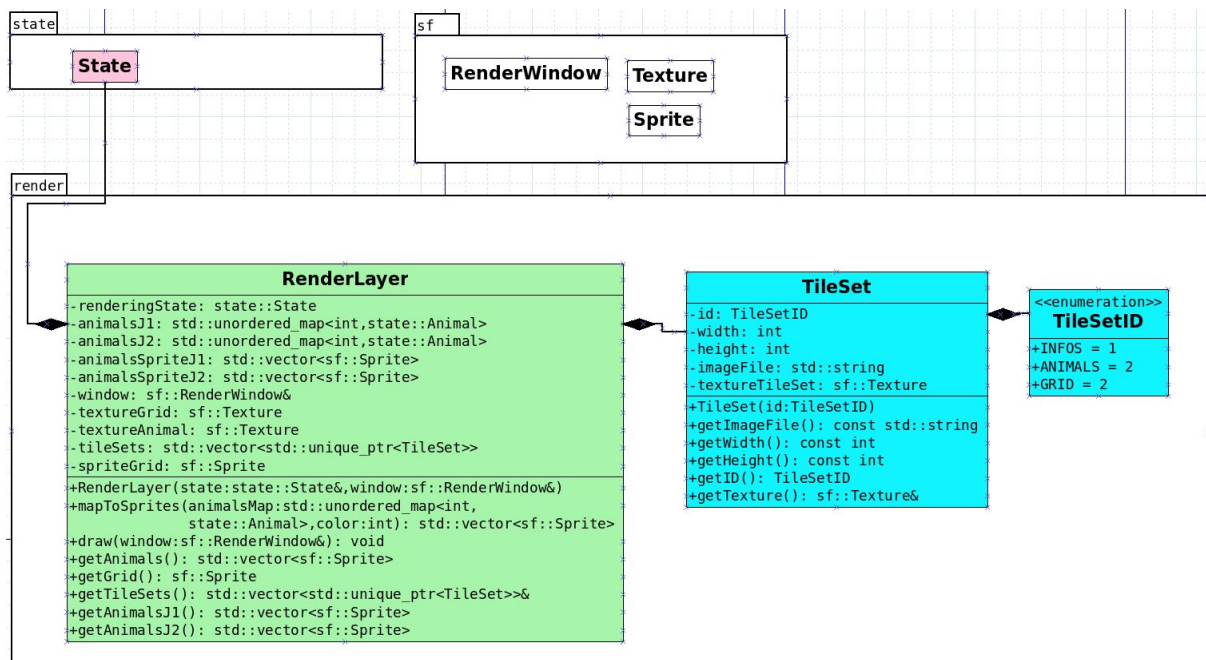 state
State
sf
RenderWindow
Texture
Sprite
render
RenderLayer
-renderingState: state::State
-animalsJ1: std::unordered_map<int,state::Animal>
-animalsJ2: std::unordered_map<int,state::Animal>
-animalsSpriteJ1: std::vector<sf::Sprite>
-animalsSpriteJ2: std::vector<sf::Sprite>
-window: sf::RenderWindow&
-textureGrid: sf::Texture
-textureAnimal: sf::Texture
-tileSets: std::vector<std::unique_ptr<TileSet>>
-spriteGrid: sf::Sprite
+RenderLayer(state:state::State&,window:sf::RenderWindow&)
+mapToSprites(animalsMap:std::unordered_map<int,
state::Animal>,color:int): std::vector<sf::Sprite>
+draw(window:sf::RenderWindow&): void
+getAnimals(): std::vector<sf::Sprite>
+getGrid(): sf::Sprite
+getTileSets(): std::vector<std::unique_ptr<TileSet>>&
+getAnimalsJ1(): std::vector<sf::Sprite>
+getAnimalsJ2(): std::vector<sf::Sprite>
TileSet
-id: TileSetID
-width: int
-height: int
-imageFile: std::string
-textureTileSet: sf::Texture
+TileSet(id:TileSetID)
+getImageFile(): const std::string
+getWidth(): const int
+getHeight(): const int
+getID(): TileSetID
+getTexture(): sf::Texture&
<<enumeration>>
TileSetID
+INFOS = 1
+ANIMALS = 2
+GRID = 2